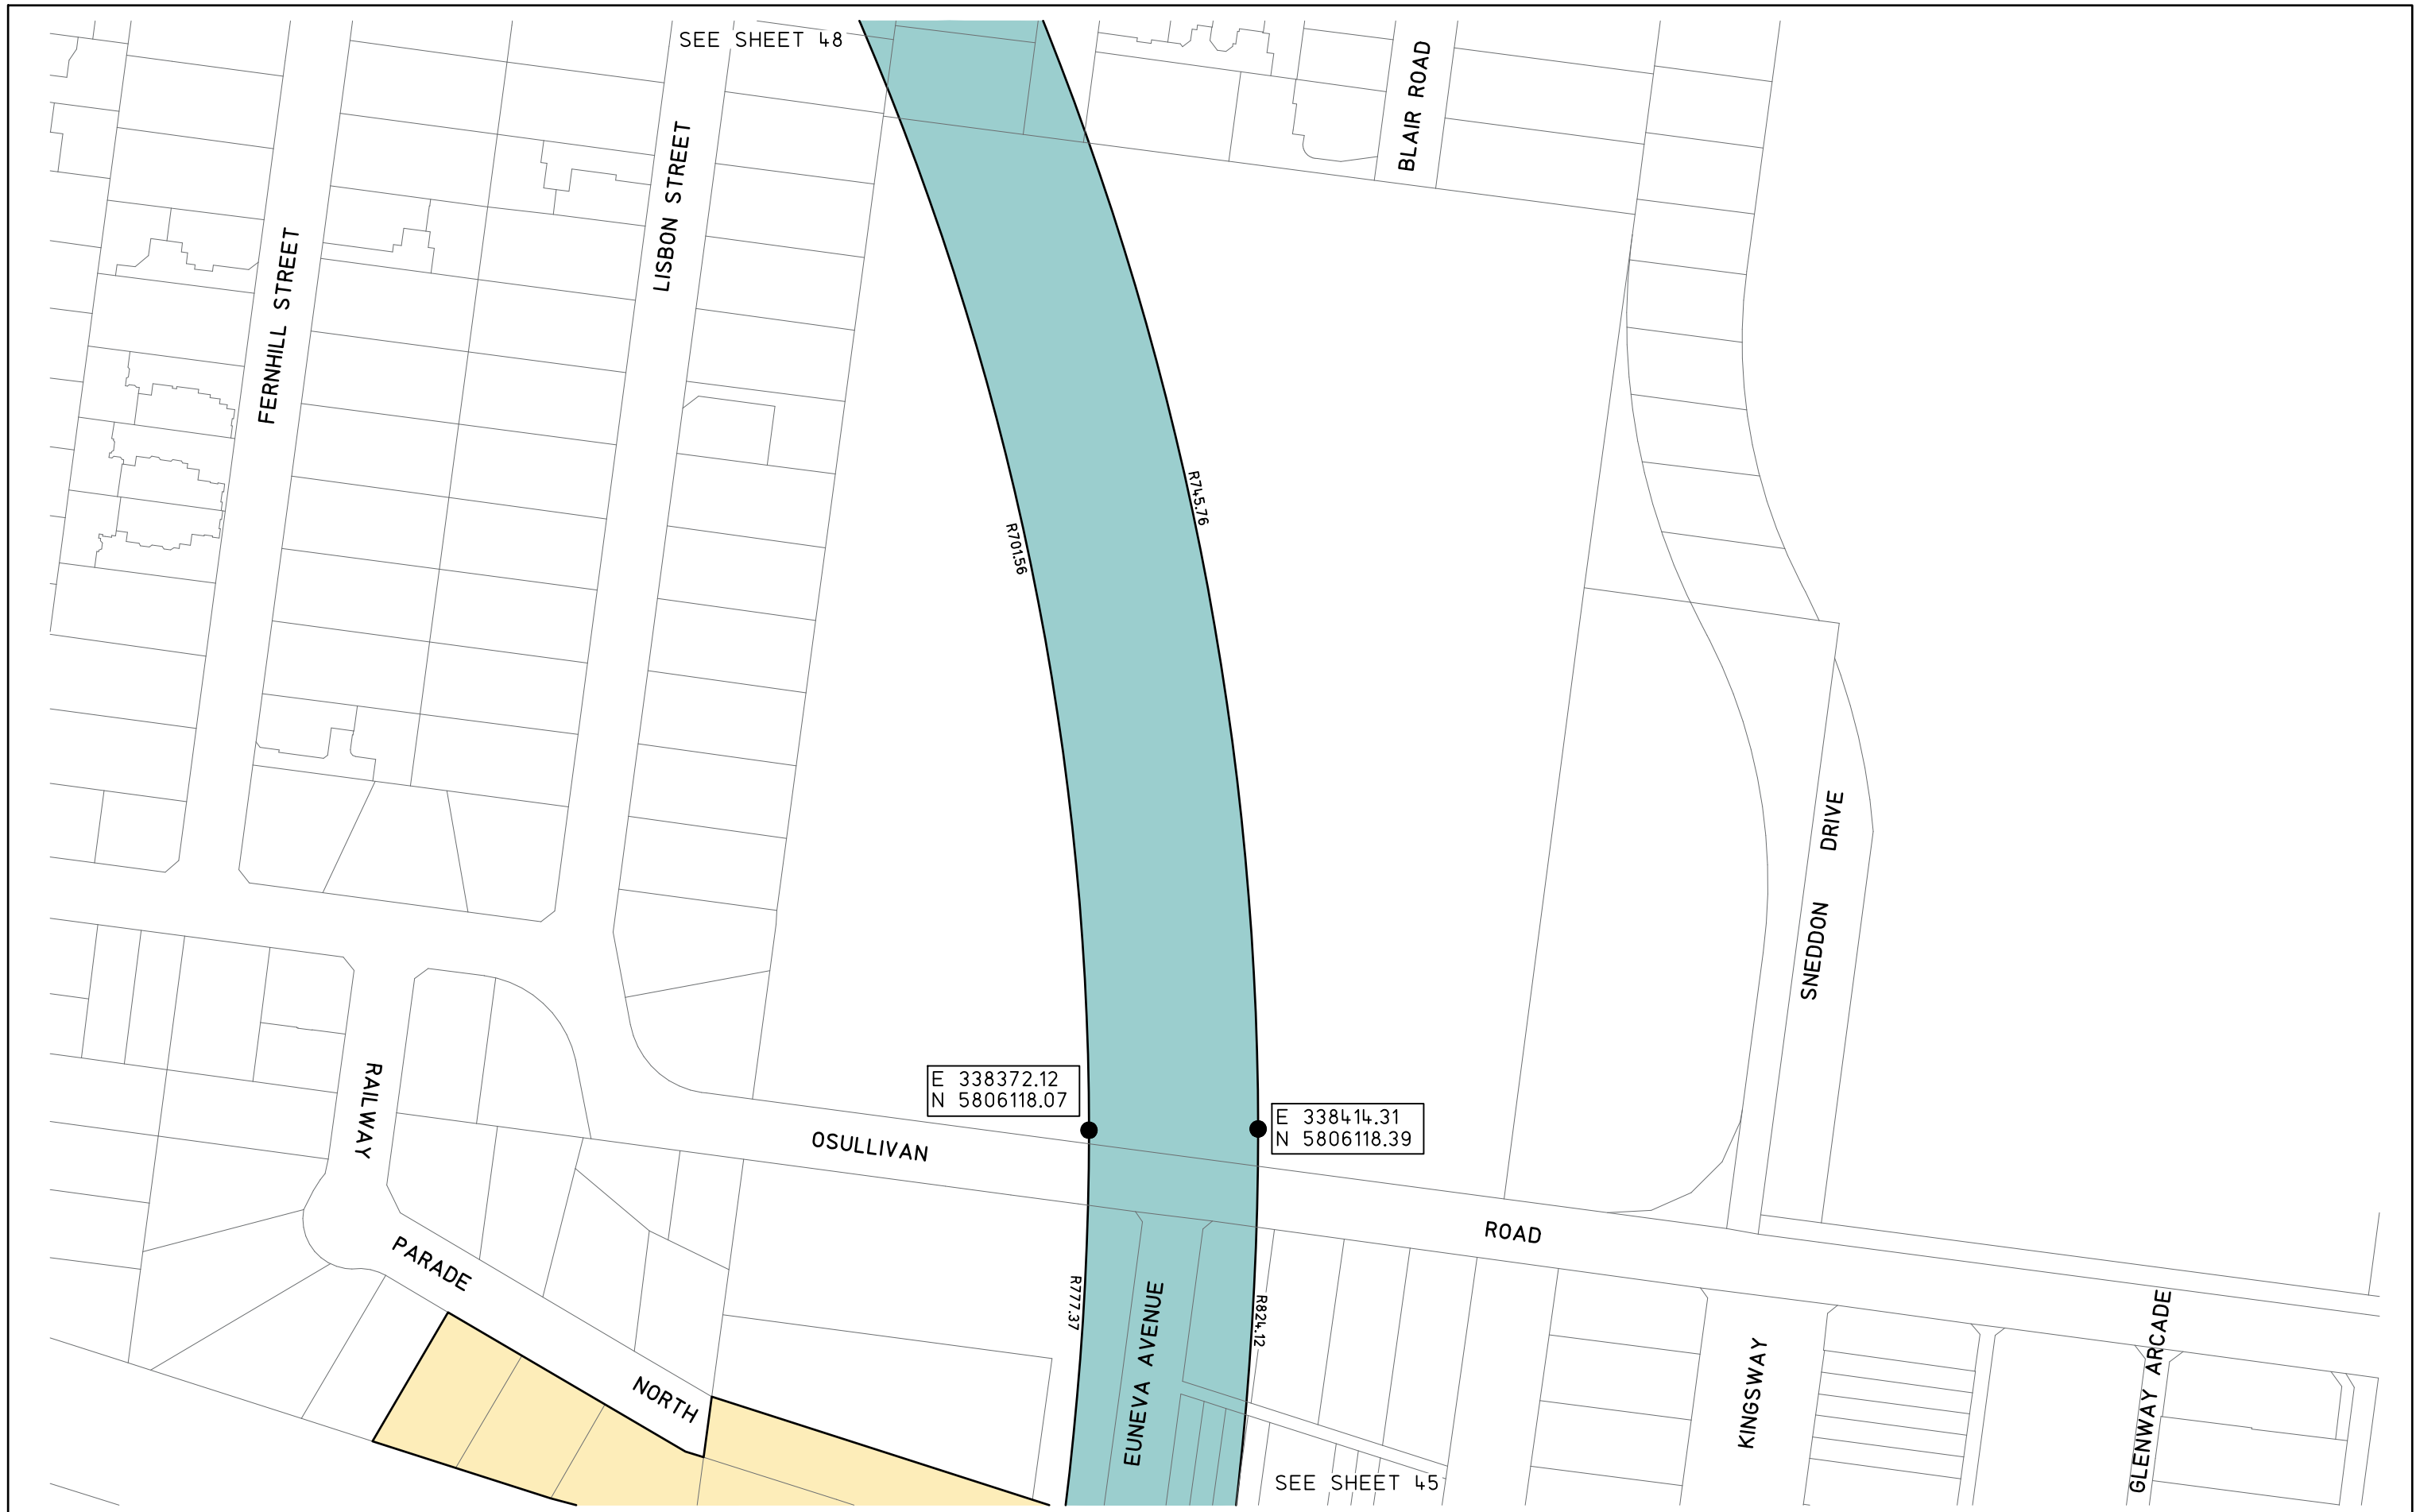 SEE SHEET 48
BLAIR ROAD
LISBON STREET
FERNHILL STREET
R745.76
R701.56
SNEDDON DRIVE
E 338372.12
N 5806118.07
E 338414.31
N 5806118.39
RAILWAY
OSULLIVAN
ROAD
PARADE
R777.37
R824.12
EUNEVA AVENUE
NORTH
KINGSWAY
GLENWAY ARCADE
SEE SHEET 45